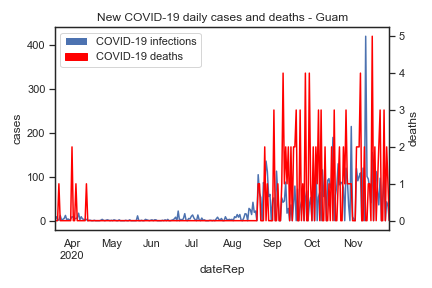 New COVID-19 daily cases and deaths - Guam
COVID-19 infections
COVID-19 deaths
400
300
200
100
0
cases
5
4
3
2
1
0
deaths
Apr May Jun Jul Aug Sep Oct Nov
2020
dateRep